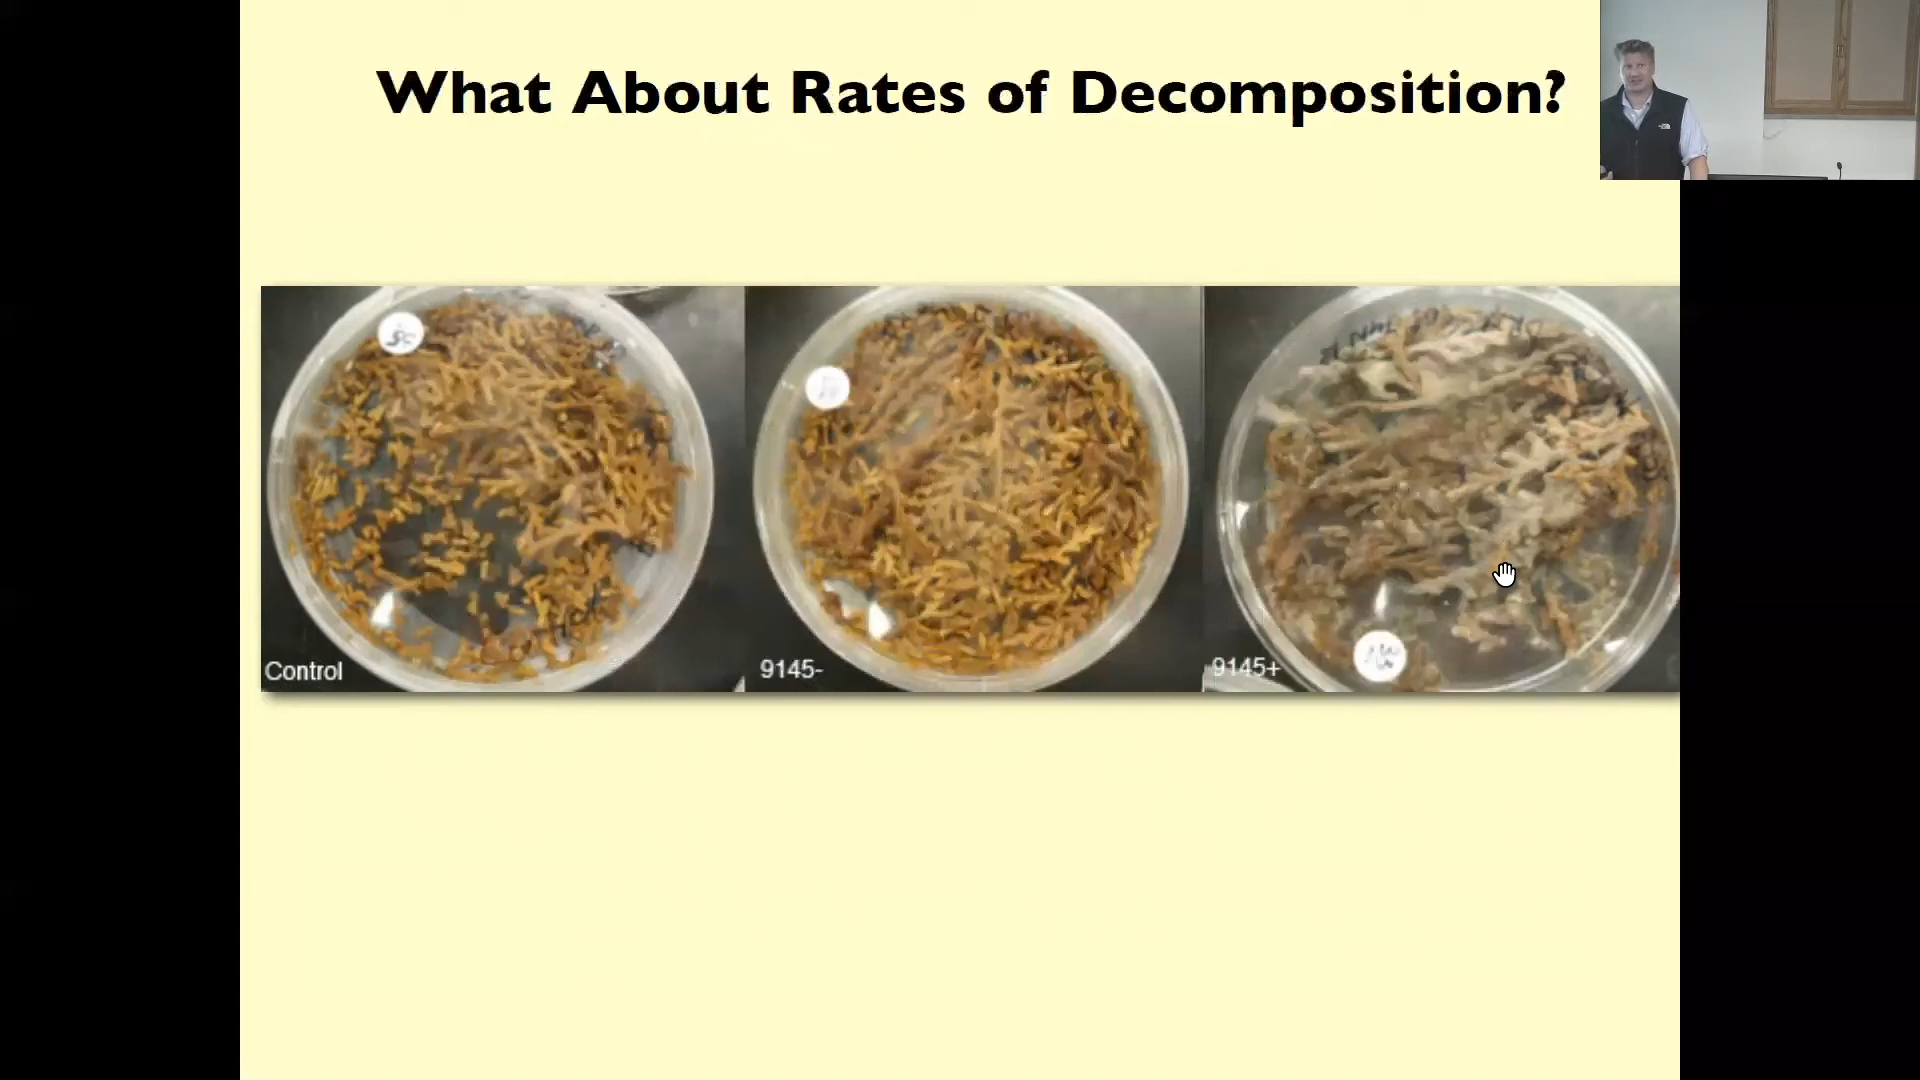 What About Rates of Decomposition?
Control
9145-
9145+